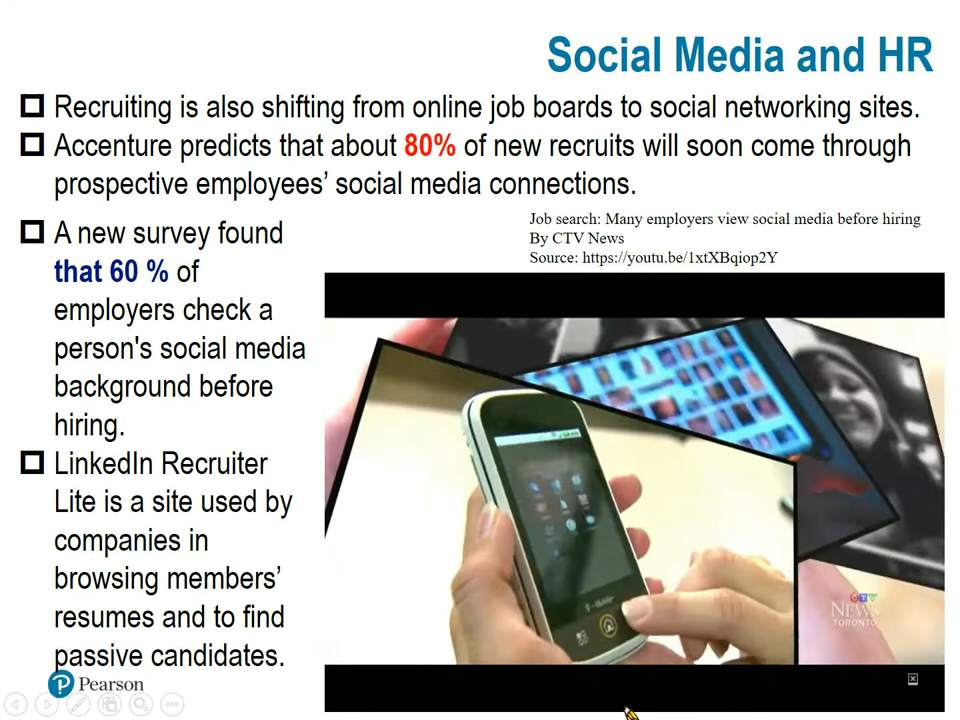 Social Media and HR
Recruiting is also shifting from online job boards to social networking sites.
Accenture predicts that about 80% of new recruits will soon come through
prospective employees’ social media connections.
A new survey found
that 60 % of
employers check a
person's social media
background before
hiring.
LinkedIn Recruiter
Lite is a site used by
companies in
browsing members’
resumes and to find
passive candidates.
Job search: Many employers view social media before hiring
By CTV News
Source: https://youtu.be/1xtXBqiop2Y
T-Mobile
CTV
NEWS
TORONTO
P Pearson